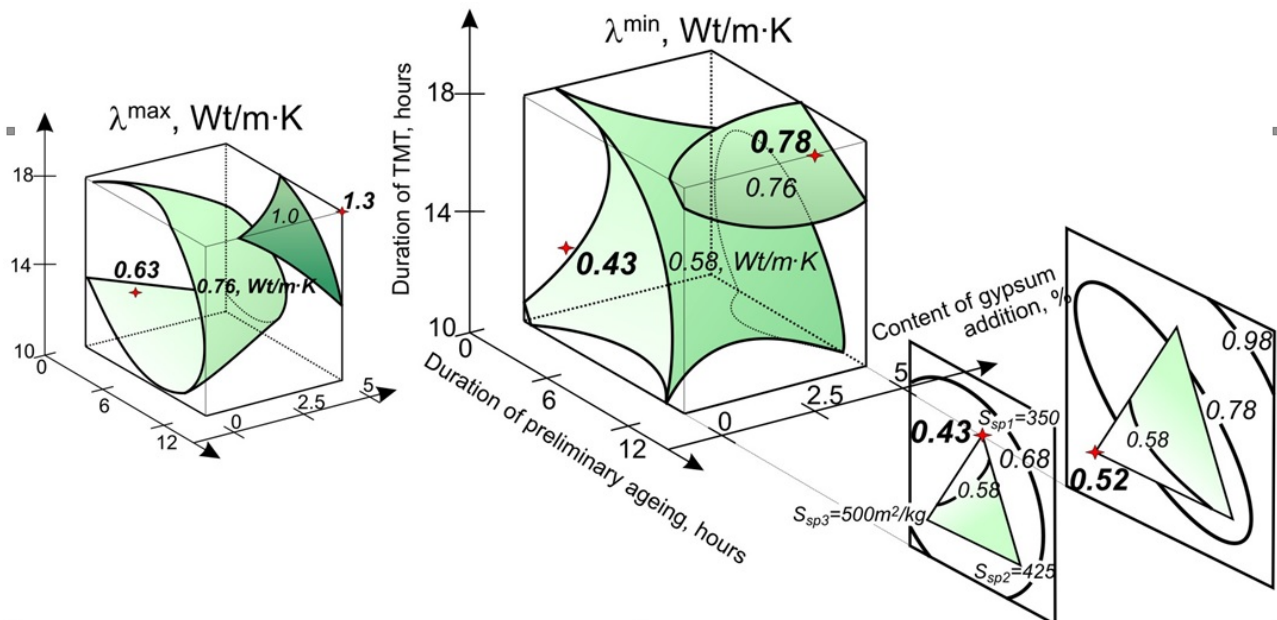 λmax, Wt/m·K
18
14
10
0
6
12
0
2.5
5
0.63
0.76, Wt/m·K
1.0
1.3
λmin, Wt/m·K
Duration of TMT, hours
18
14
10
0
6
12
Duration of preliminary ageing, hours
0
2.5
5
Content of gypsum
addition, %
0.43
0.58, Wt/m·K
0.78
0.76
0.43
Ssp1=350
0.68
0.58
Ssp3=500m²/kg
Ssp2=425
0.98
0.78
0.58
0.52